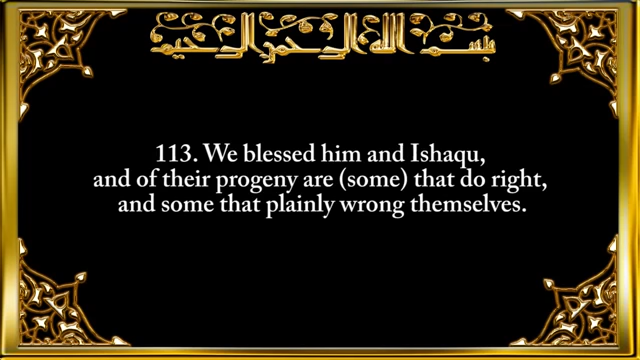 بسم الله الرحمن الرحيم
113. We blessed him and Ishaqu,
and of their progeny are (some) that do right,
and some that plainly wrong themselves.